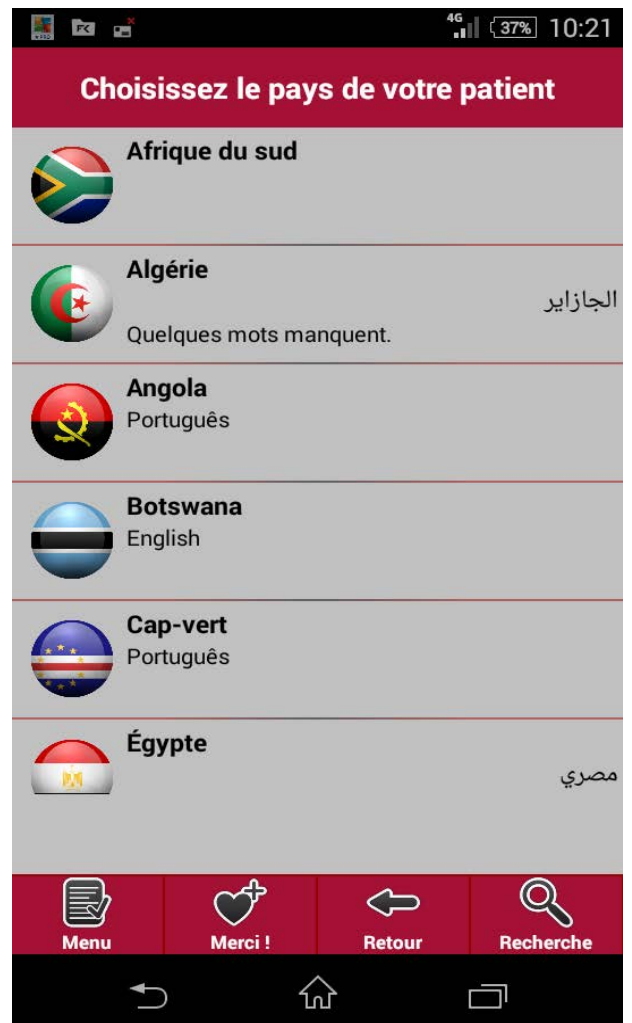 4G 37% 10:21
Choisissez le pays de votre patient
Afrique du sud
Algérie
الجازاير
Quelques mots manquent.
Angola
Português
Botswana
English
Cap-vert
Português
Égypte
مصري
Menu Merci ! Retour Recherche